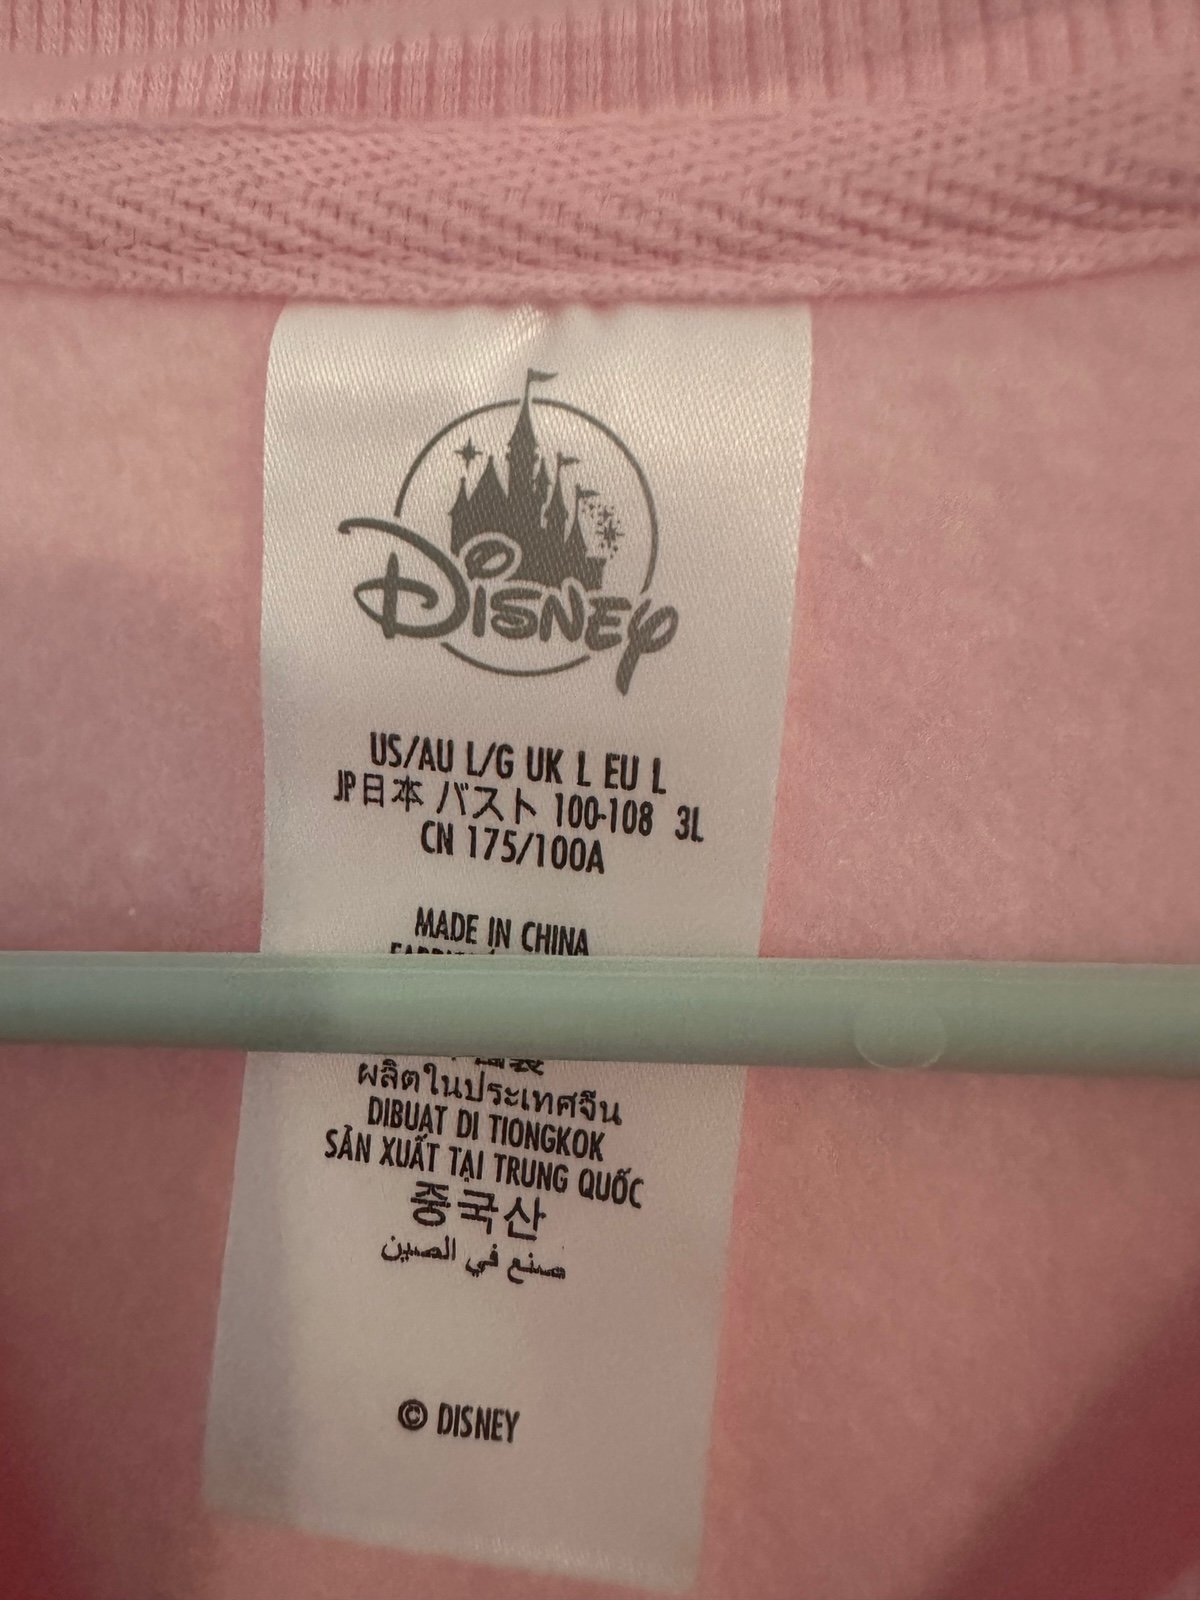 Disney
US/AU L/G UK L EU L
JP日本 バスト 100-108 3L
CN 175/100A
MADE IN CHINA
ผลิตในประเทศจีน
DIBUAT DI TIONGKOK
SẢN XUẤT TẠI TRUNG QUỐC
중국산
صنع في الصين
© DISNEY